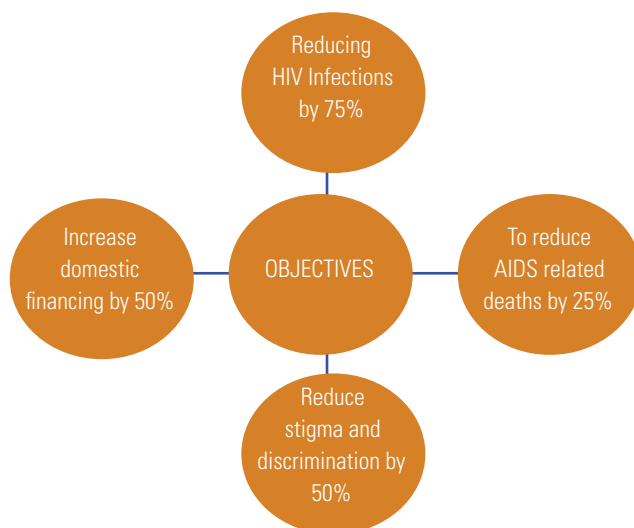 Reducing
HIV Infections
by 75%
Increase
domestic
financing by 50%
OBJECTIVES
To reduce
AIDS related
deaths by 25%
Reduce
stigma and
discrimination by
50%